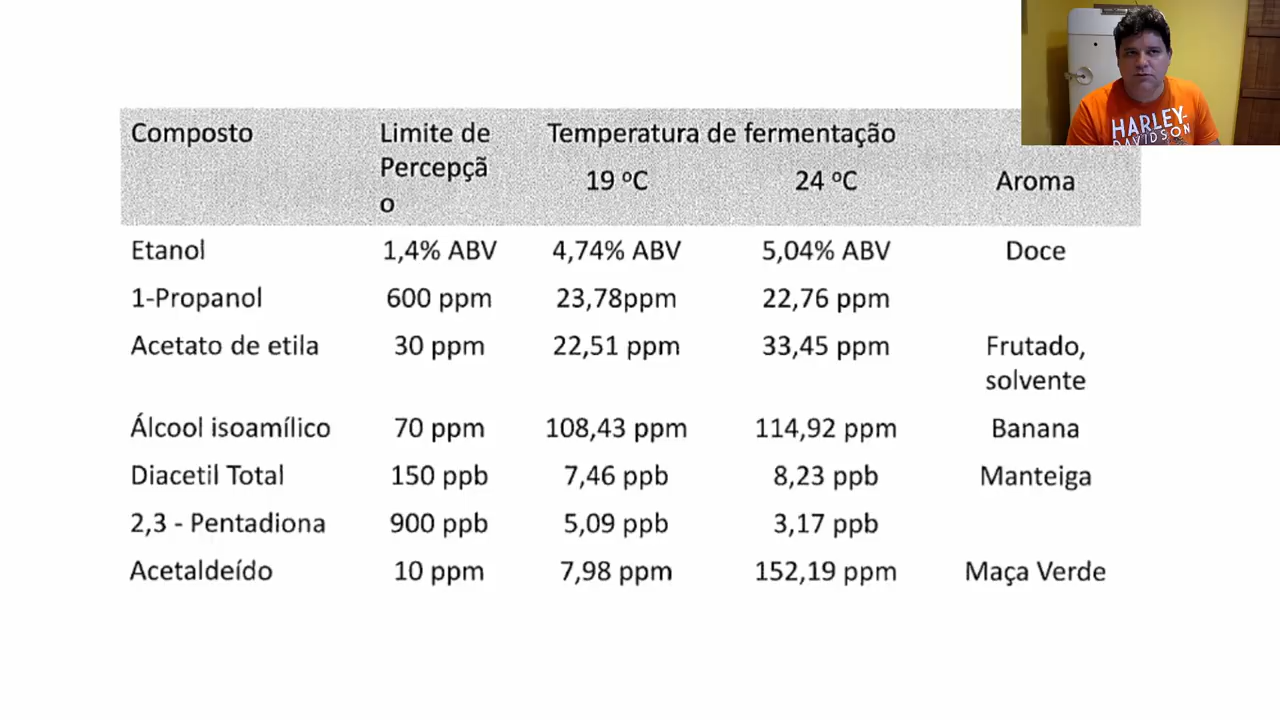 Composto Limite de Temperatura de fermentação
Percepçã
o
19 ºC 24 ºC Aroma
Etanol 1,4% ABV 4,74% ABV 5,04% ABV Doce
1-Propanol 600 ppm 23,78ppm 22,76 ppm
Acetato de etila 30 ppm 22,51 ppm 33,45 ppm Frutado,
solvente
Álcool isoamílico 70 ppm 108,43 ppm 114,92 ppm Banana
Diacetil Total 150 ppb 7,46 ppb 8,23 ppb Manteiga
2,3 - Pentadiona 900 ppb 5,09 ppb 3,17 ppb
Acetaldeído 10 ppm 7,98 ppm 152,19 ppm Maça Verde
HARLEY-
DAVIDSON